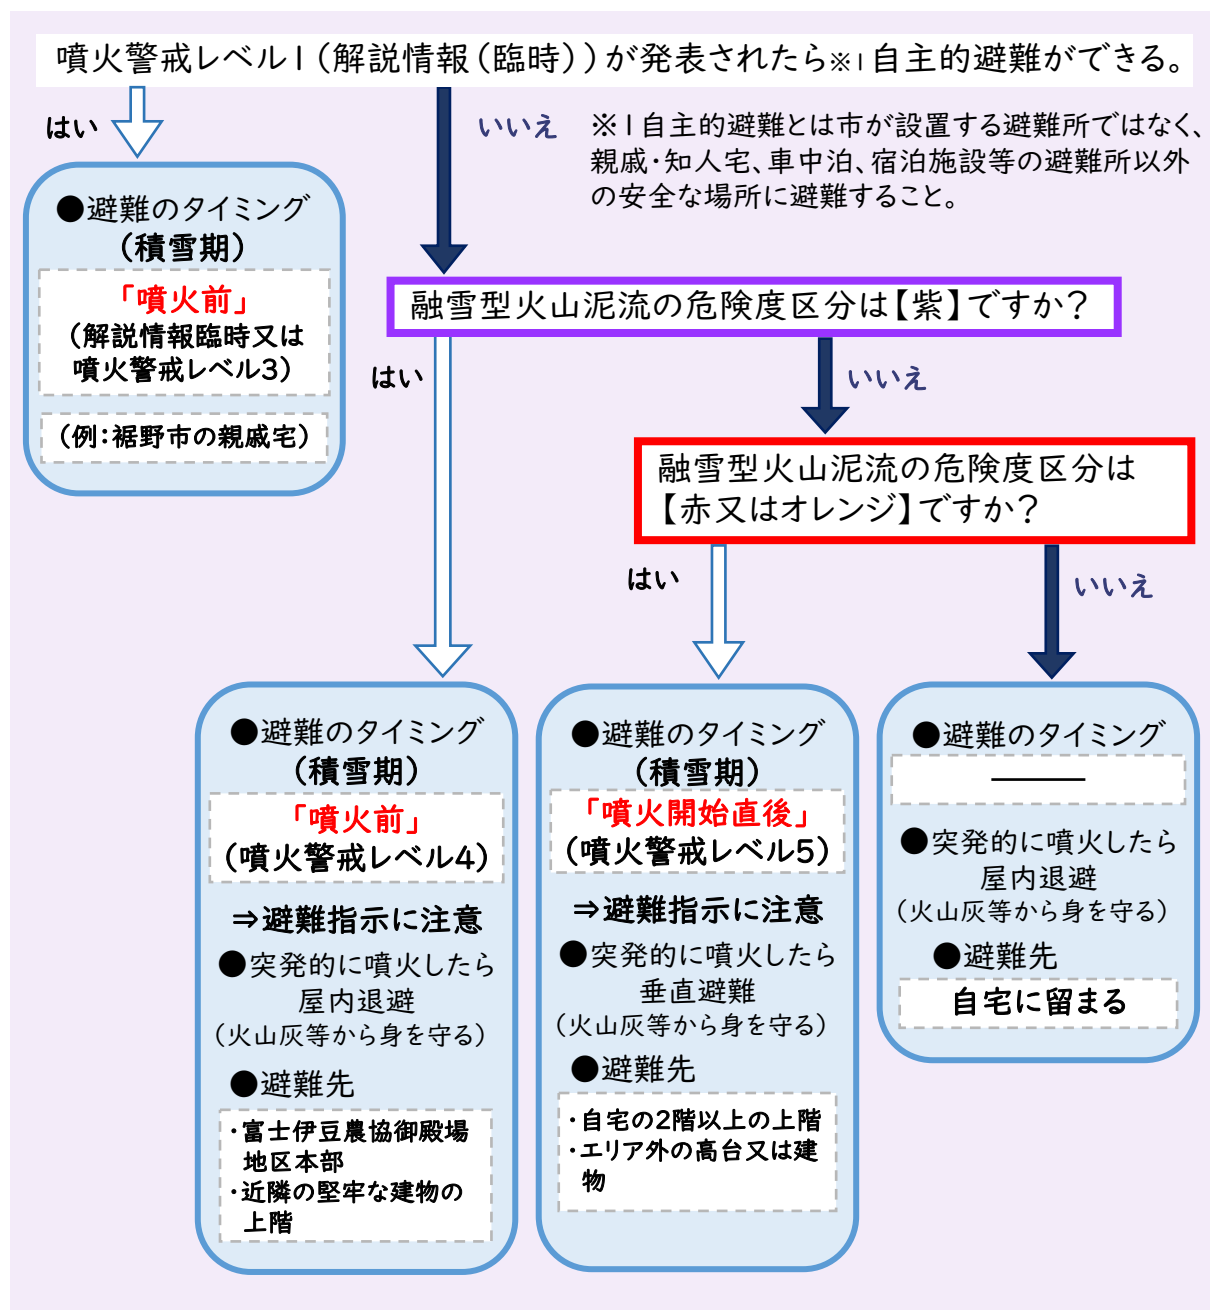 噴火警戒レベル1（解説情報（臨時））が発表されたら※1自主的避難ができる。
はい
いいえ
※1自主的避難とは市が設置する避難所ではなく、
親戚・知人宅、車中泊、宿泊施設等の避難所以外
の安全な場所に避難すること。
●避難のタイミング
（積雪期）
「噴火前」
（解説情報臨時又は
噴火警戒レベル3）
（例：裾野市の親戚宅）
融雪型火山泥流の危険度区分は【紫】ですか？
はい
いいえ
融雪型火山泥流の危険度区分は
【赤又はオレンジ】ですか？
はい
いいえ
●避難のタイミング
（積雪期）
「噴火前」
（噴火警戒レベル4）
⇒避難指示に注意
●突発的に噴火したら
屋内退避
（火山灰等から身を守る）
●避難先
・富士伊豆農協御殿場
地区本部
・近隣の堅牢な建物の
上階
●避難のタイミング
（積雪期）
「噴火開始直後」
（噴火警戒レベル5）
⇒避難指示に注意
●突発的に噴火したら
垂直避難
（火山灰等から身を守る）
●避難先
・自宅の2階以上の上階
・エリア外の高台又は建
物
●避難のタイミング
―――
●突発的に噴火したら
屋内退避
（火山灰等から身を守る）
●避難先
自宅に留まる